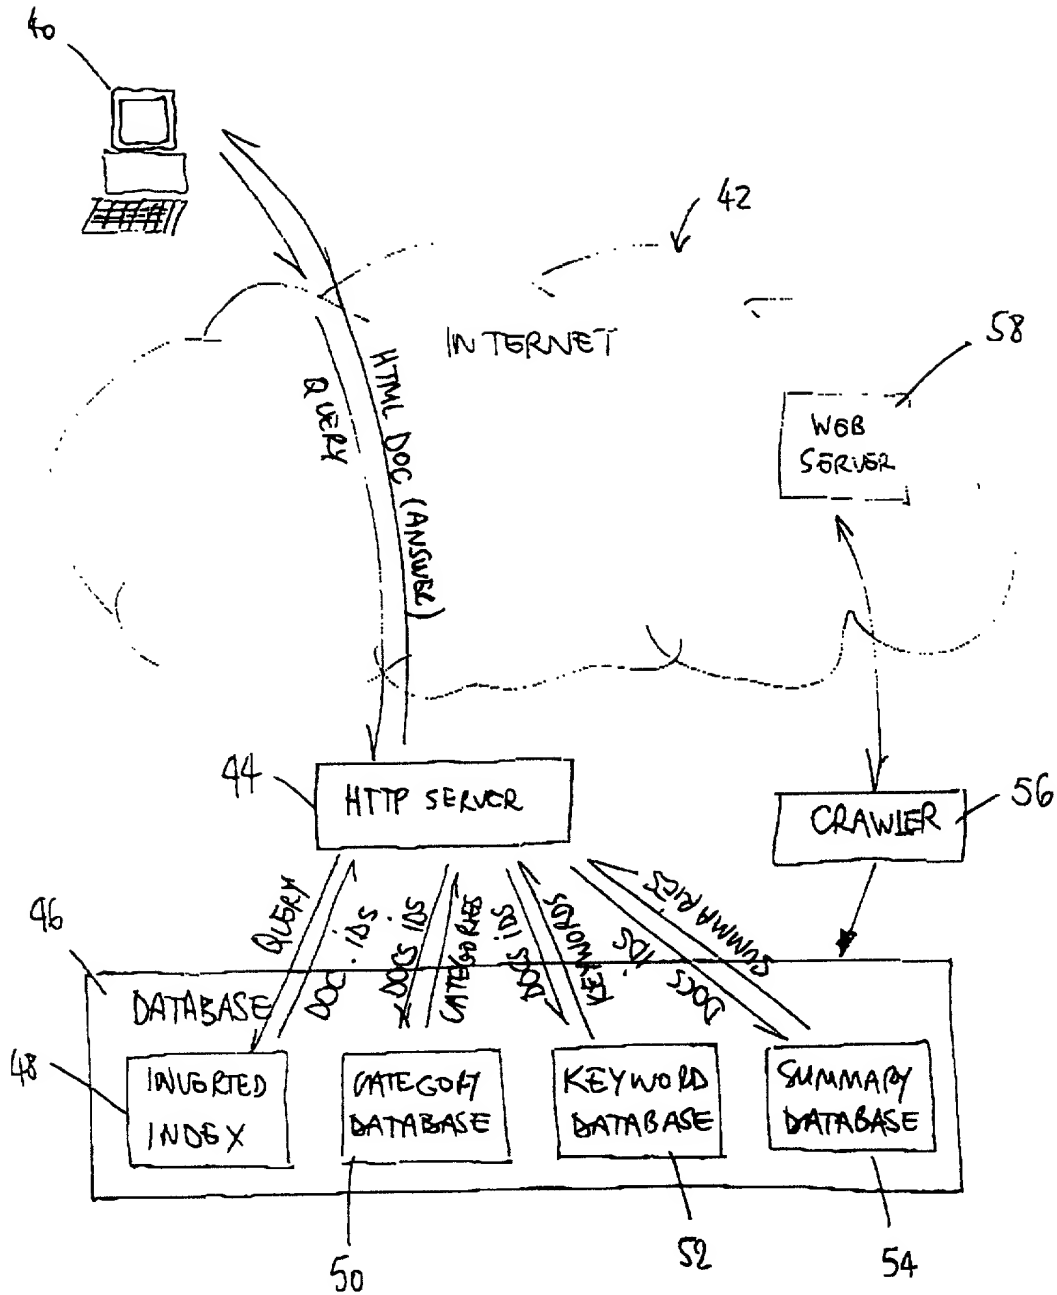 40
42
INTERNET
58
WEB
SERVER
QUERY
HTML DOC (ANSWER)
44
HTTP SERVER
56
CRAWLER
46
QUERY
DOC. iDS
DOCS iDS
CATEGORIES
DOCS iDS
KEYWORDS
DOCS iDS
SUMMARIES
DATABASE
48
INVERTED
INDEX
CATEGORY
DATABASE
KEYWORD
DATABASE
SUMMARY
DATABASE
50
52
54